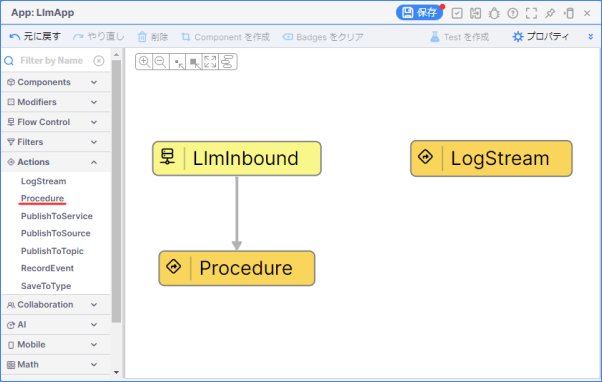 App: LlmApp
保存
元に戻す やり直し 削除 Component を作成 Badges をクリア Test を作成 プロパティ
Filter by Name
Components
Modifiers
Flow Control
Filters
Actions
LogStream
Procedure
PublishToService
PublishToSource
PublishToTopic
RecordEvent
SaveToType
Collaboration
AI
Mobile
Math
LlmInbound
LogStream
Procedure